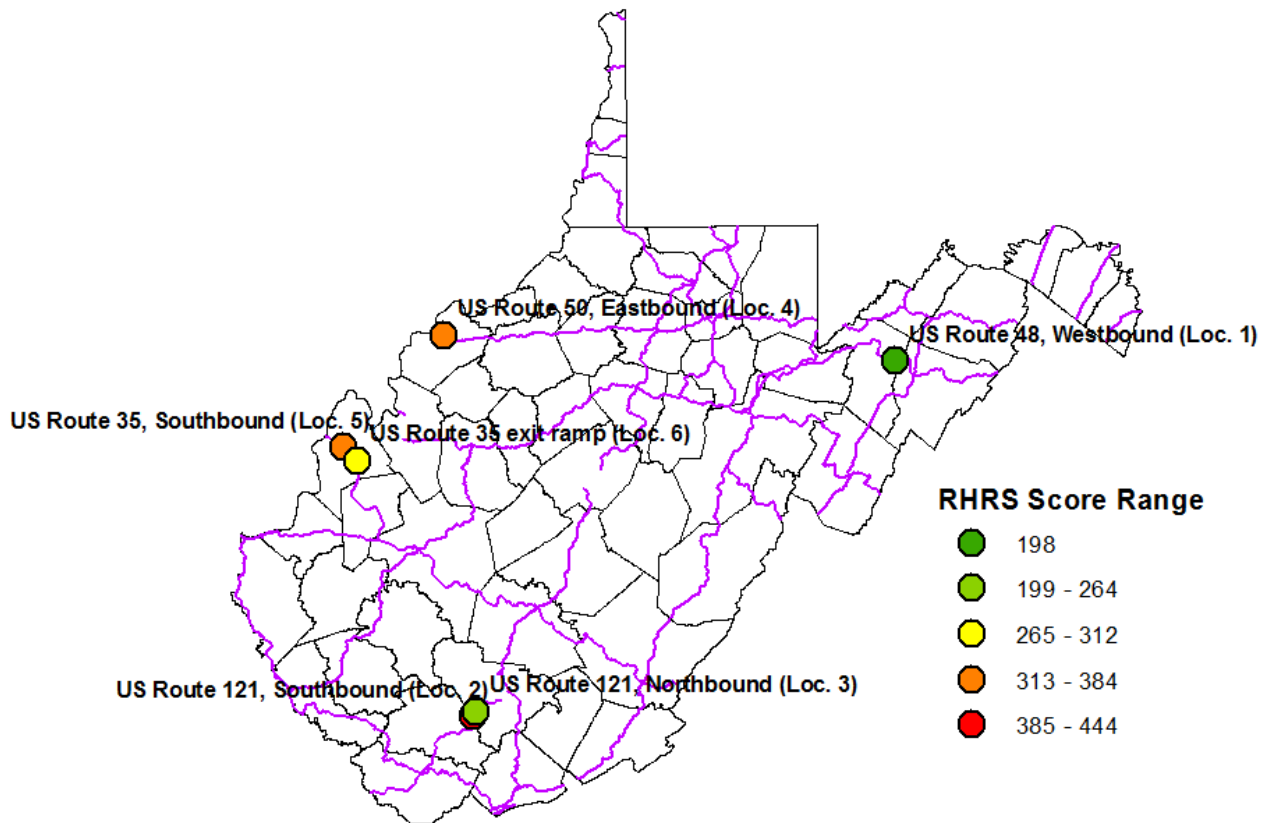 US Route 50, Eastbound (Loc. 4)
US Route 48, Westbound (Loc. 1)
US Route 35, Southbound (Loc. 5)
US Route 35 exit ramp (Loc. 6)
RHRS Score Range
198
199 - 264
265 - 312
313 - 384
385 - 444
US Route 121, Southbound (Loc. 2)
US Route 121, Northbound (Loc. 3)